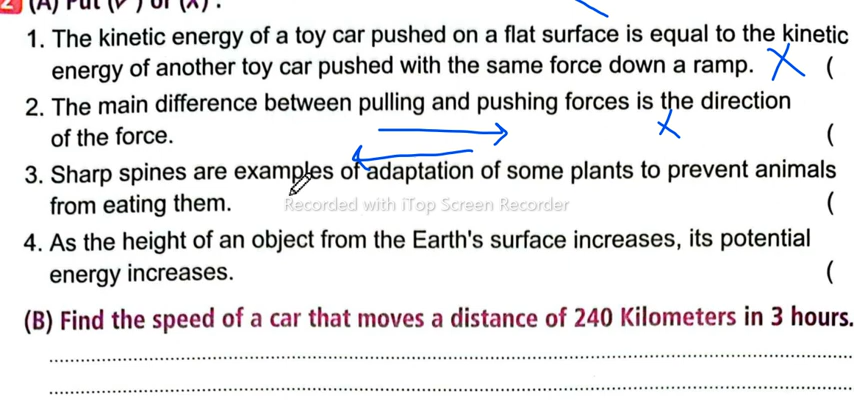 2 (A) Put (✓) or (X) :
1. The kinetic energy of a toy car pushed on a flat surface is equal to the kinetic
energy of another toy car pushed with the same force down a ramp. X (
2. The main difference between pulling and pushing forces is the direction
of the force. X (
3. Sharp spines are examples of adaptation of some plants to prevent animals
from eating them. (
Recorded with iTop Screen Recorder
4. As the height of an object from the Earth's surface increases, its potential
energy increases. (
(B) Find the speed of a car that moves a distance of 240 Kilometers in 3 hours.